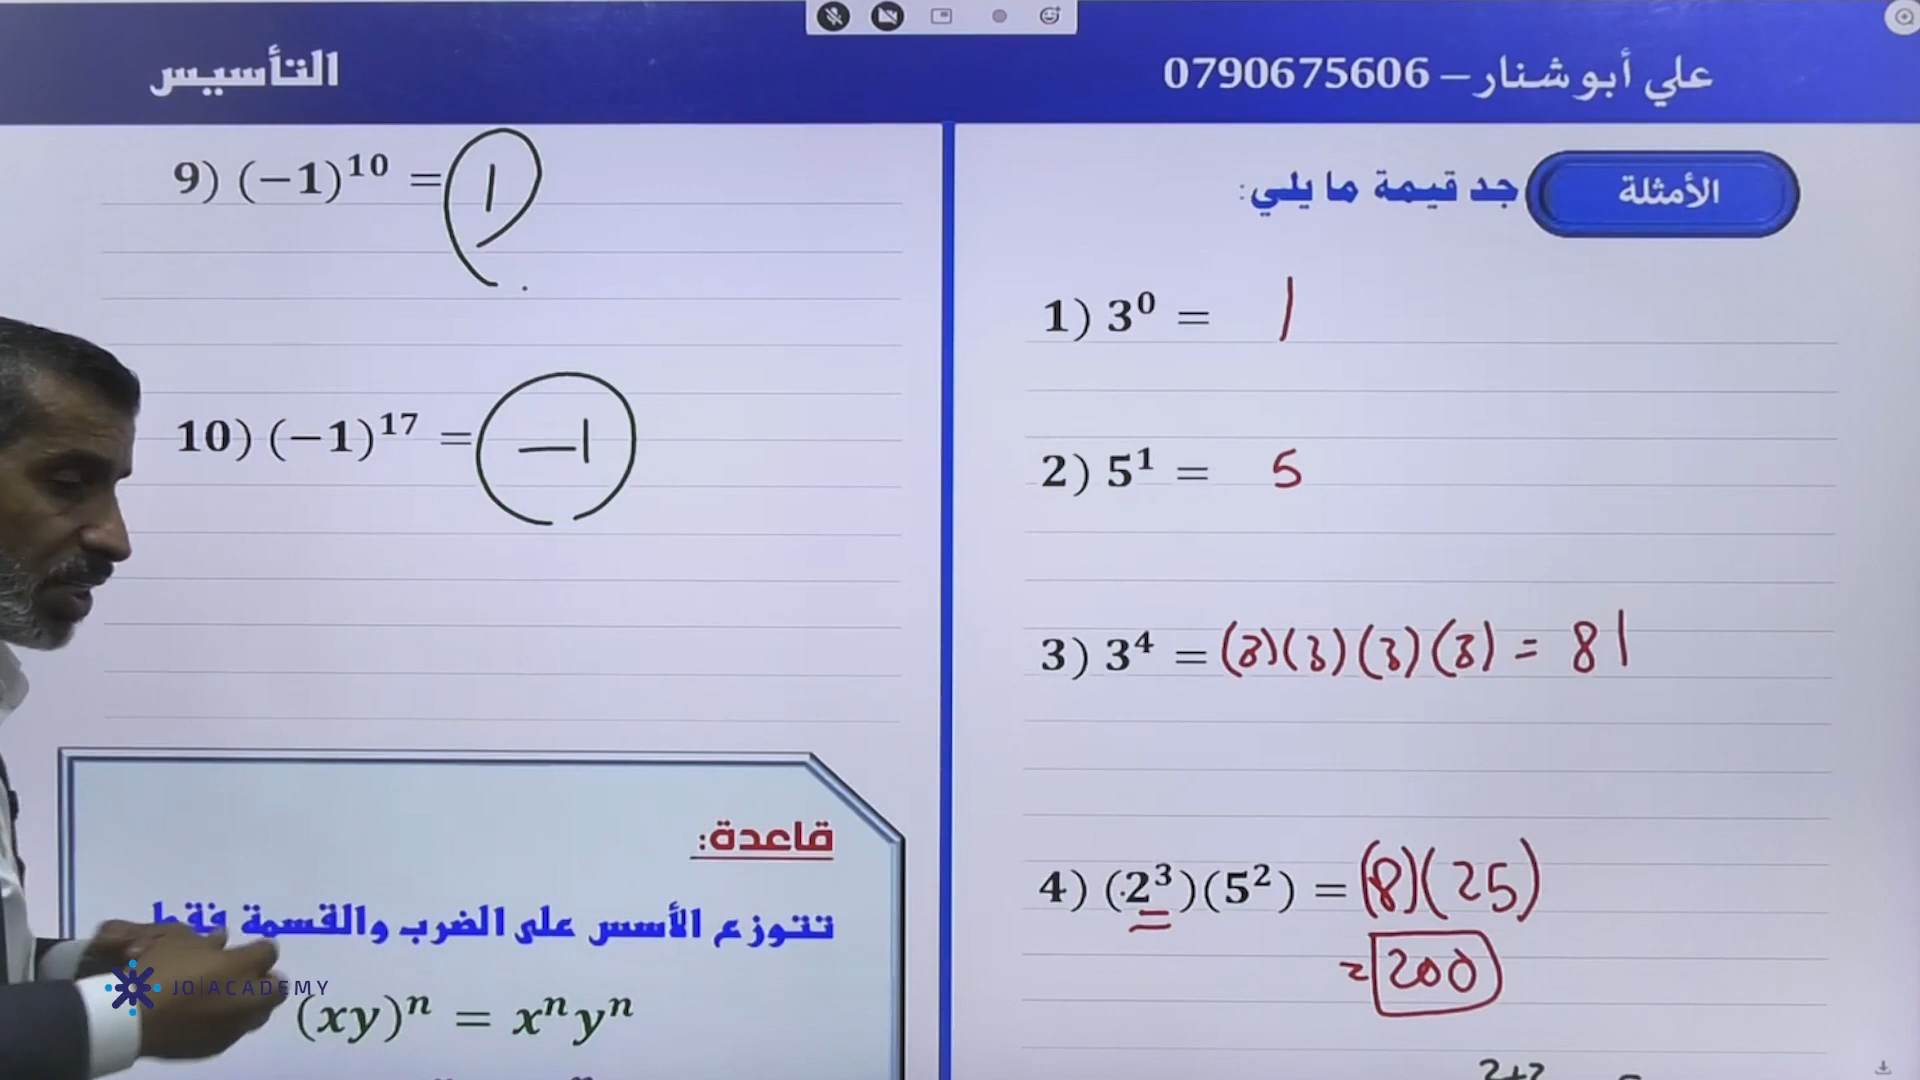 علي أبو شنار – 0790675606
التأسيس
الأمثلة
جد قيمة ما يلي:
1) 3⁰ = 1
2) 5¹ = 5
3) 3⁴ = (3)(3)(3)(3) = 81
4) (2³)(5²) = (8)(25)
= 200
9) (−1)¹⁰ = 1
10) (−1)¹⁷ = −1
قاعدة:
تتوزع الأسس على الضرب والقسمة فقط
(xy)ⁿ = xⁿyⁿ
JO|ACADEMY